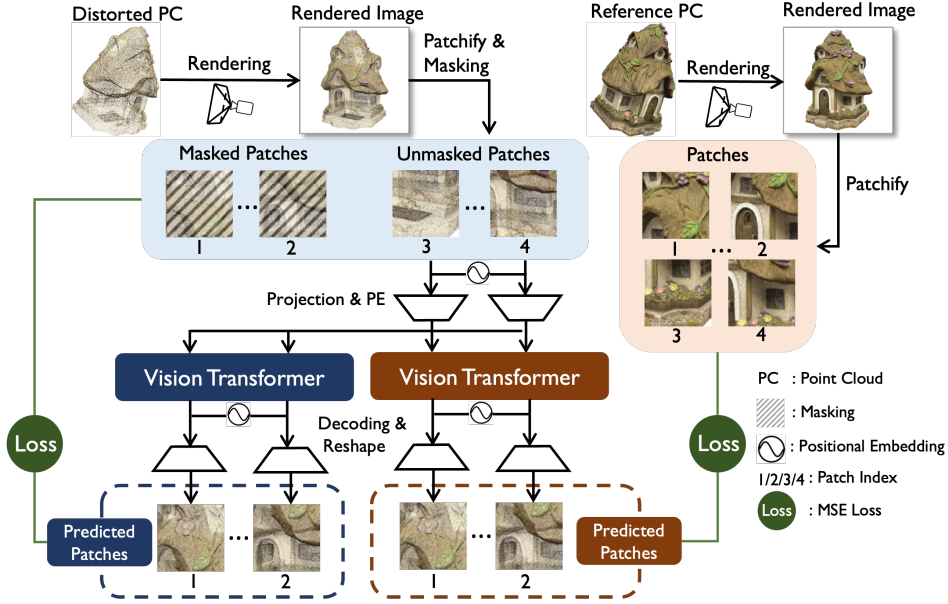 Distorted PC
Rendered Image
Reference PC
Rendered Image
Rendering
Patchify &
Masking
Rendering
Masked Patches
Unmasked Patches
Patches
Patchify
...
...
1
2
3
4
1
...
2
3
4
Projection & PE
Vision Transformer
Vision Transformer
PC : Point Cloud
: Masking
Decoding &
Reshape
Loss
Loss
: Positional Embedding
1/2/3/4 : Patch Index
Loss : MSE Loss
Predicted
Patches
...
...
Predicted
Patches
1
2
1
2